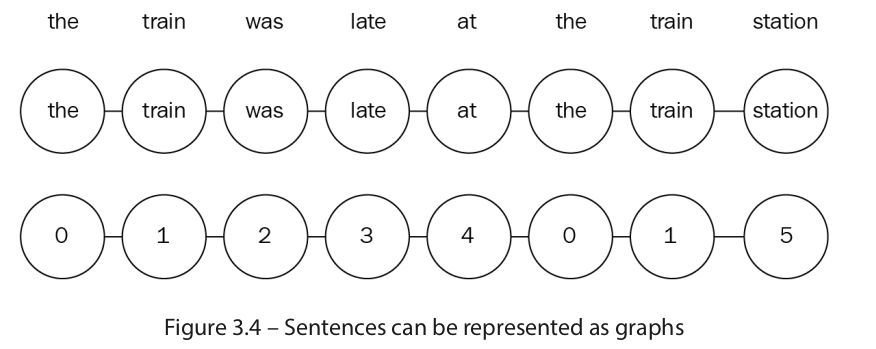 the train was late at the train station
the train was late at the train station
0 1 2 3 4 0 1 5
Figure 3.4 – Sentences can be represented as graphs